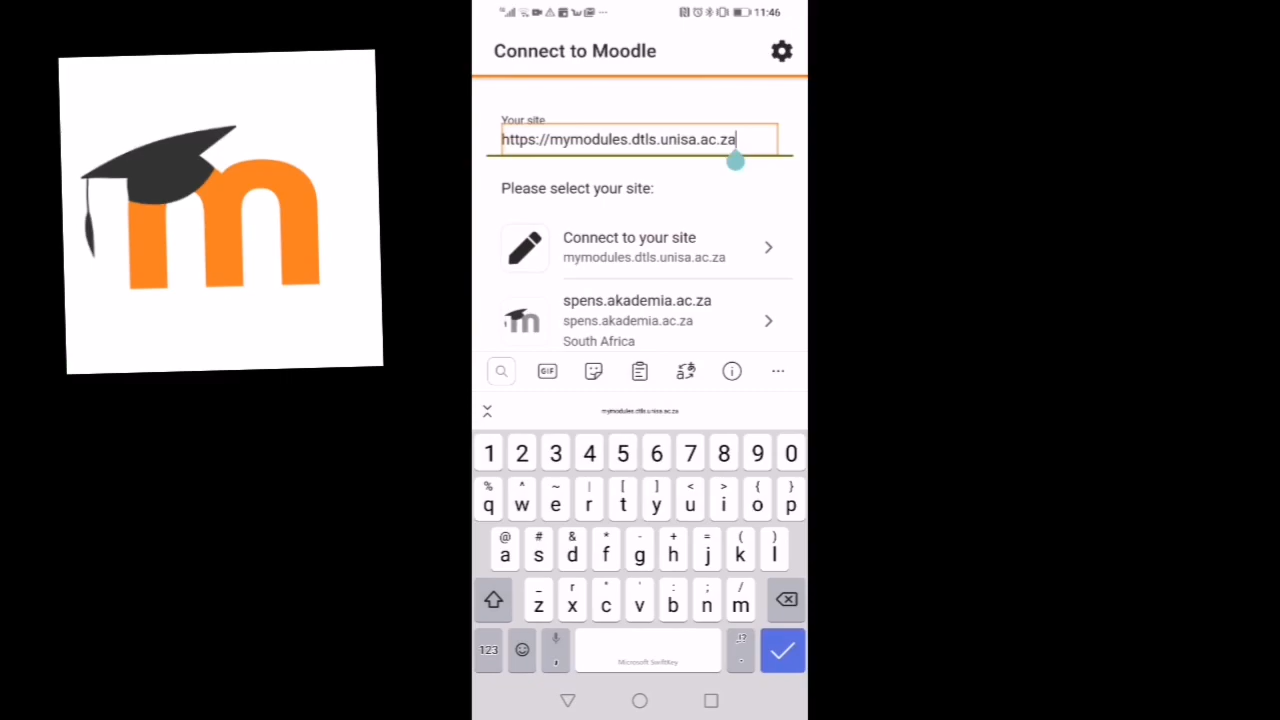 11:46
Connect to Moodle
Your site
https://mymodules.dtls.unisa.ac.za
Please select your site:
Connect to your site
mymodules.dtls.unisa.ac.za
spens.akademia.ac.za
spens.akademia.ac.za
South Africa
GIF
mymodules.dtls.unisa.ac.za
1 2 3 4 5 6 7 8 9 0
% ^ ~ | [ ] < > { }
q w e r t y u i o p
@ # & * - + = ( )
a s d f g h j k l
z x c v b n m
123
Microsoft SwiftKey
m